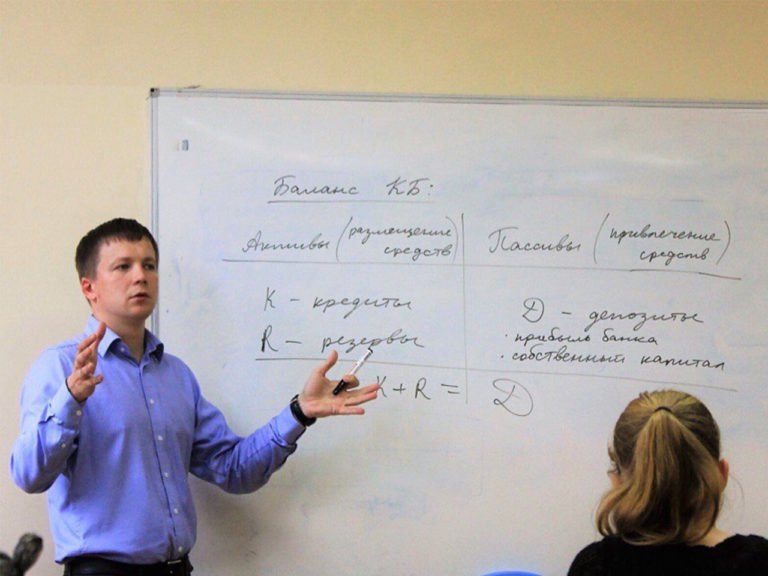 Баланс КБ:
Активы (размещение средств)
Пассивы (привлечение средств)
K – кредиты
R – резервы
Д – депозиты
· прибыль банка
· собственный капитал
K + R = Д